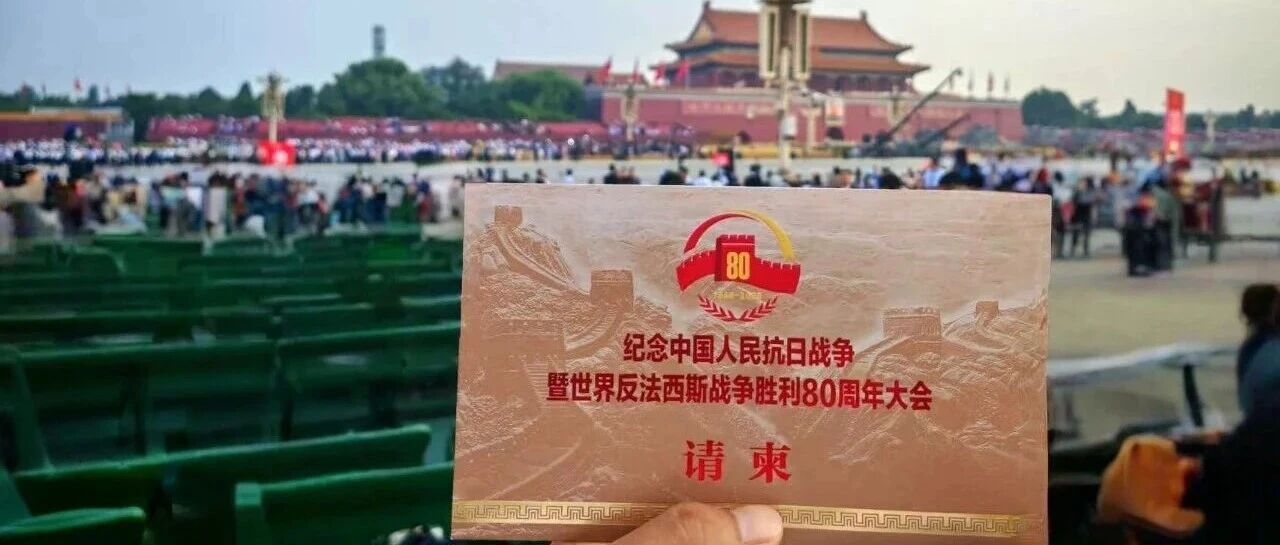 80
纪念中国人民抗日战争
暨世界反法西斯战争胜利80周年大会
请柬